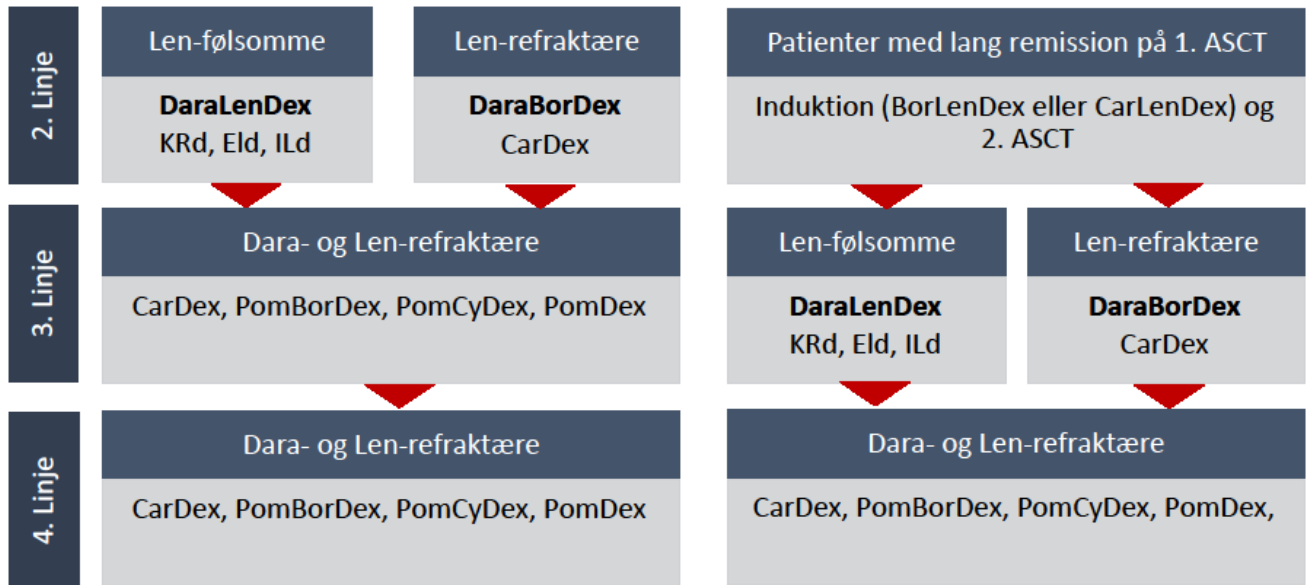 2. Linje
Len-følsomme
DaraLenDex
KRd, Eld, ILd
Len-refraktære
DaraBorDex
CarDex
Patienter med lang remission på 1. ASCT
Induktion (BorLenDex eller CarLenDex) og
2. ASCT
3. Linje
Dara- og Len-refraktære
CarDex, PomBorDex, PomCyDex, PomDex
Len-følsomme
DaraLenDex
KRd, Eld, ILd
Len-refraktære
DaraBorDex
CarDex
4. Linje
Dara- og Len-refraktære
CarDex, PomBorDex, PomCyDex, PomDex
Dara- og Len-refraktære
CarDex, PomBorDex, PomCyDex, PomDex,